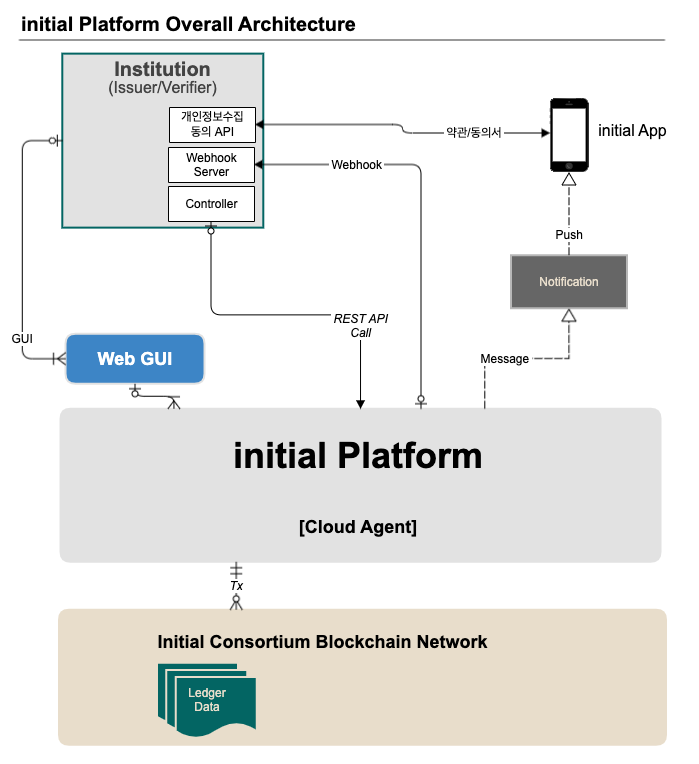 initial Platform Overall Architecture
Institution
(Issuer/Verifier)
개인정보수집
동의 API
약관/동의서
initial App
Webhook
Server
Webhook
Controller
Push
Notification
REST API
Call
GUI
Web GUI
Message
initial Platform
[Cloud Agent]
Tx
Initial Consortium Blockchain Network
Ledger
Data